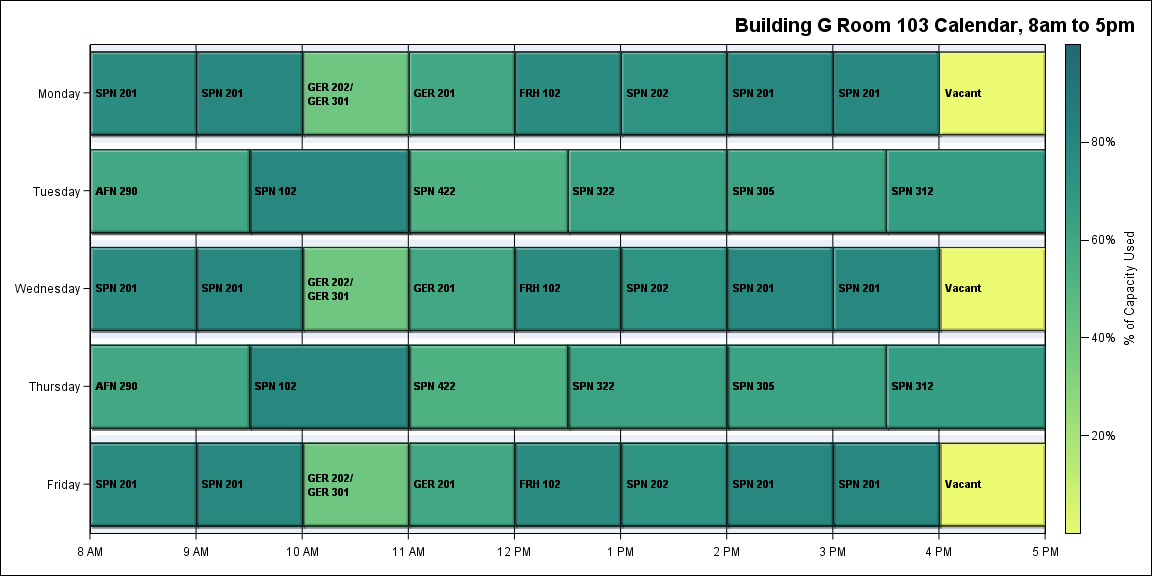 Building G Room 103 Calendar, 8am to 5pm
Monday
SPN 201
SPN 201
GER 202/
GER 301
GER 201
FRH 102
SPN 202
SPN 201
SPN 201
Vacant
Tuesday
AFN 290
SPN 102
SPN 422
SPN 322
SPN 305
SPN 312
Wednesday
SPN 201
SPN 201
GER 202/
GER 301
GER 201
FRH 102
SPN 202
SPN 201
SPN 201
Vacant
Thursday
AFN 290
SPN 102
SPN 422
SPN 322
SPN 305
SPN 312
Friday
SPN 201
SPN 201
GER 202/
GER 301
GER 201
FRH 102
SPN 202
SPN 201
SPN 201
Vacant
8 AM
9 AM
10 AM
11 AM
12 PM
1 PM
2 PM
3 PM
4 PM
5 PM
80%
60%
40%
20%
% of Capacity Used